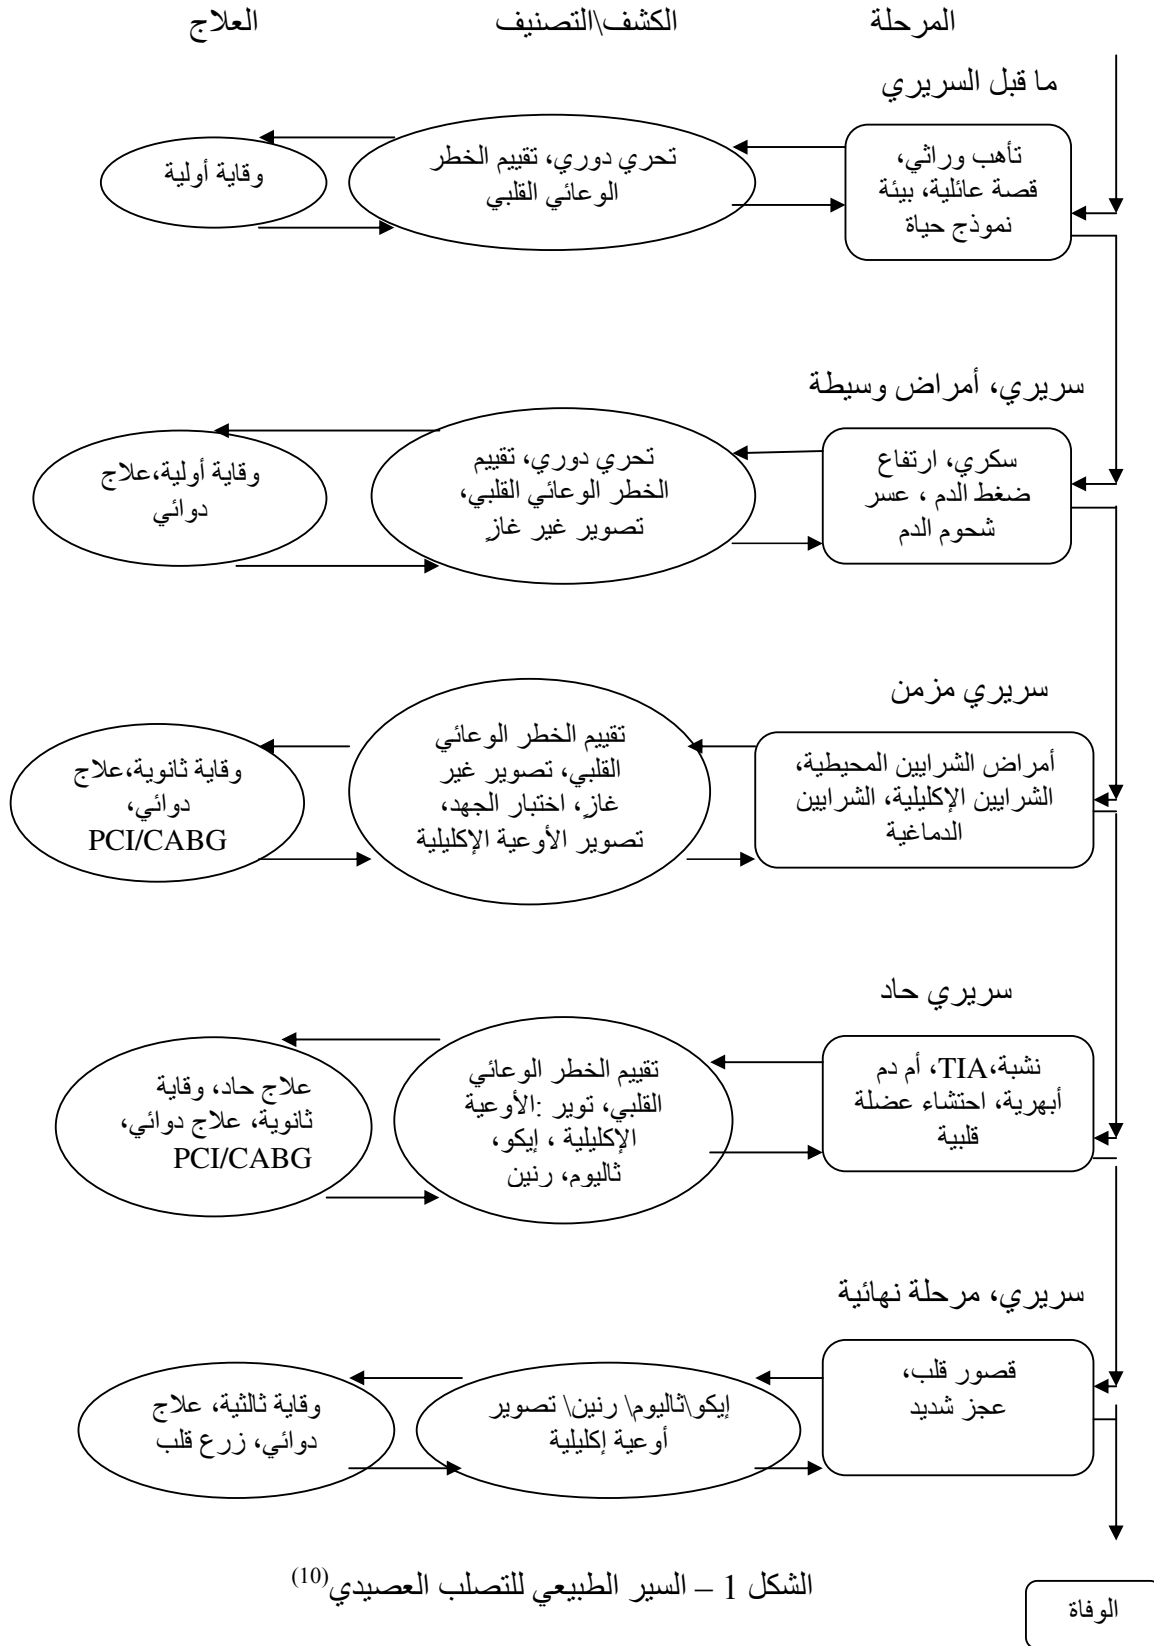 المرحلة
الكشف\التصنيف
العلاج
ما قبل السريري
تأهب وراثي،
قصة عائلية، بيئة
نموذج حياة
تحري دوري، تقييم الخطر
الوعائي القلبي
وقاية أولية
سريري، أمراض وسيطة
سكري، ارتفاع
ضغط الدم ، عسر
شحوم الدم
تحري دوري، تقييم
الخطر الوعائي القلبي،
تصوير غير غازٍ
وقاية أولية،علاج
دوائي
سريري مزمن
أمراض الشرايين المحيطية،
الشرايين الإكليلية، الشرايين
الدماغية
تقييم الخطر الوعائي
القلبي، تصوير غير
غازٍ، اختبار الجهد،
تصوير الأوعية الإكليلية
وقاية ثانوية،علاج
دوائي،
PCI/CABG
سريري حاد
نشبة،TIA، أم دم
أبهرية، احتشاء عضلة
قلبية
تقييم الخطر الوعائي
القلبي، توير :الأوعية
الإكليلية ، إيكو،
ثاليوم، رنين
علاج حاد، وقاية
ثانوية، علاج دوائي،
PCI/CABG
سريري، مرحلة نهائية
قصور قلب،
عجز شديد
إيكو\ثاليوم\ رنين\ تصوير
أوعية إكليلية
وقاية ثالثية، علاج
دوائي، زرع قلب
الشكل 1 – السير الطبيعي للتصلب العصيدي(10)
الوفاة